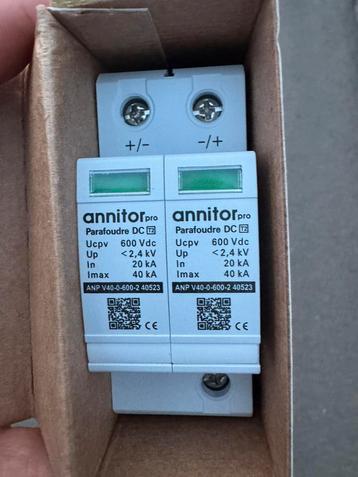 +/-
-/+
annitorpro
Parafoudre DC T2
Ucpv 600 Vdc
Up < 2,4 kV
In 20 kA
Imax 40 kA
ANP V40-0-600-2 40523
CE
annitorpro
Parafoudre DC T2
Ucpv 600 Vdc
Up < 2,4 kV
In 20 kA
Imax 40 kA
ANP V40-0-600-2 40523
CE